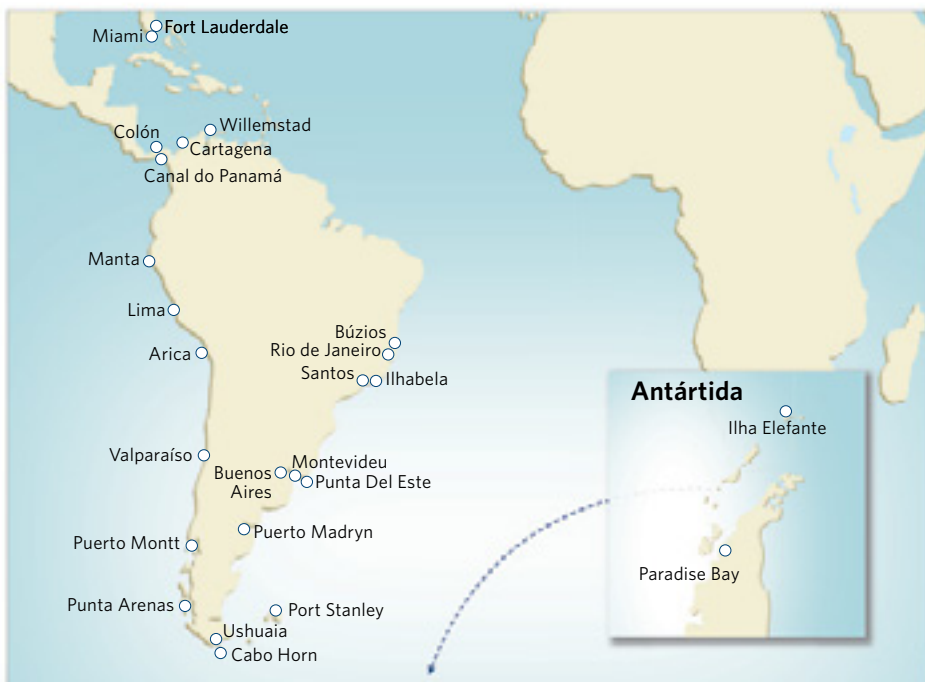 Fort Lauderdale
Miami
Willemstad
Colón
Cartagena
Canal do Panamá
Manta
Lima
Búzios
Rio de Janeiro
Arica
Santos
Ilhabela
Antártida
Ilha Elefante
Valparaíso
Montevideu
Buenos
Aires
Punta Del Este
Puerto Madryn
Puerto Montt
Paradise Bay
Punta Arenas
Port Stanley
Ushuaia
Cabo Horn